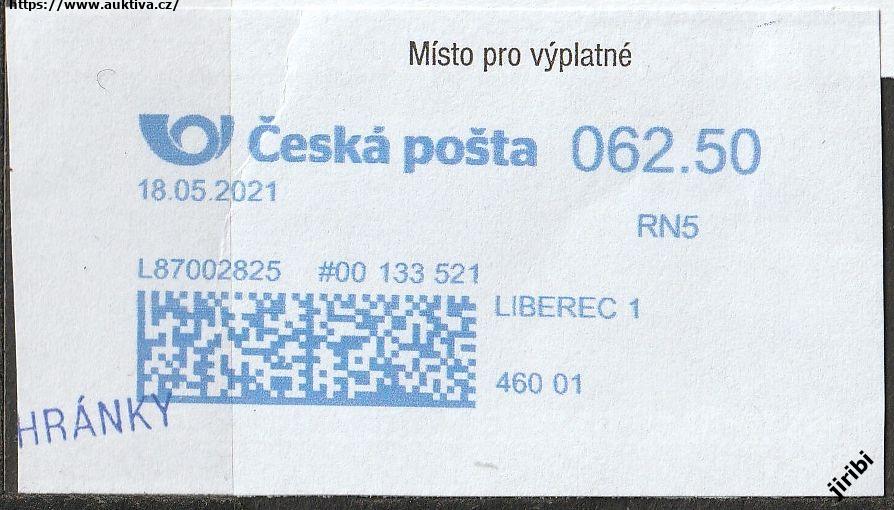 https://www.auktiva.cz/
Místo pro výplatné
Česká pošta 062.50
18.05.2021
RN5
L87002825 #00 133 521
LIBEREC 1
460 01
HRÁNKY
jiribi